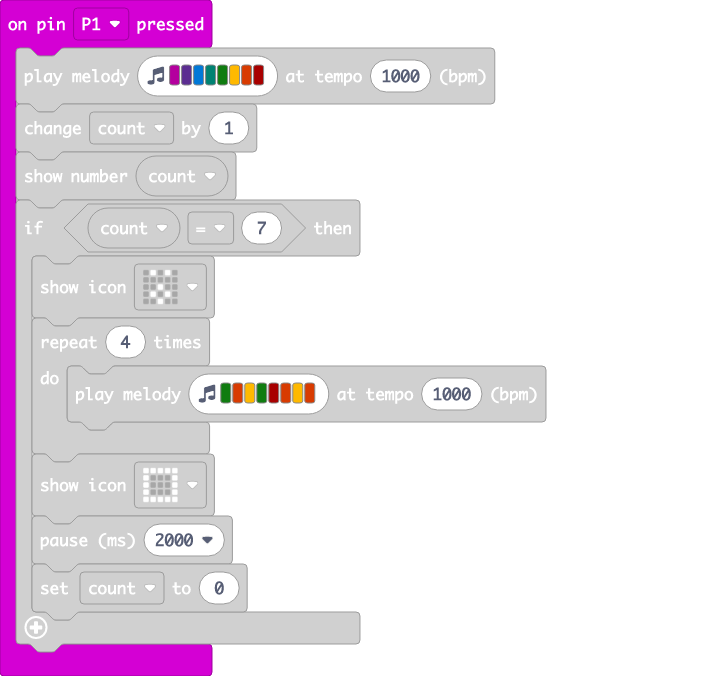 on pin P1 pressed
play melody at tempo 1000 (bpm)
change count by 1
show number count
if count = 7 then
show icon
repeat 4 times
do
play melody at tempo 1000 (bpm)
show icon
pause (ms) 2000
set count to 0